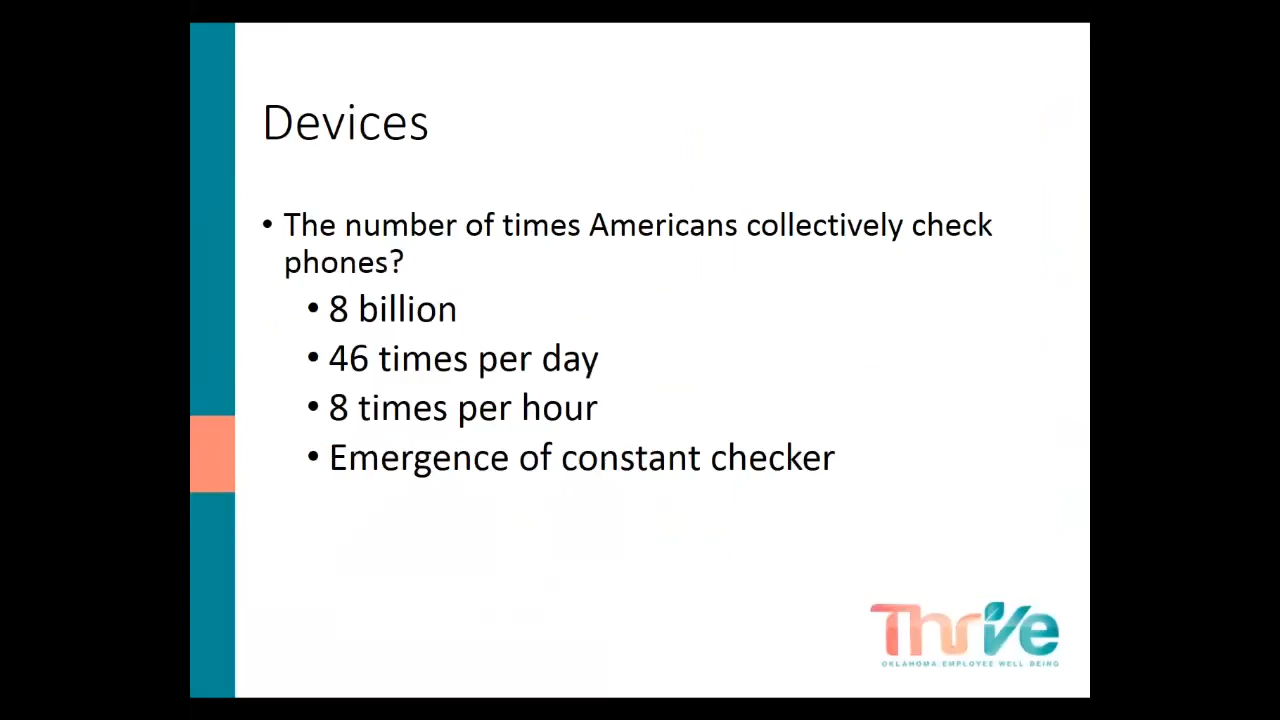 Devices
• The number of times Americans collectively check
phones?
• 8 billion
• 46 times per day
• 8 times per hour
• Emergence of constant checker
Thrive
OKLAHOMA EMPLOYEE WELL BEING